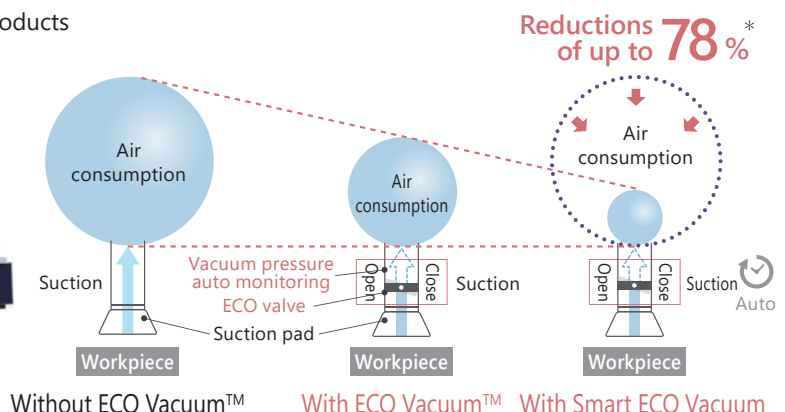 oducts
Reductions
of up to 78 %*
Air
consumption
Air
consumption
Air
consumption
Suction
Vacuum pressure
auto monitoring
ECO valve
Suction pad
Open
Close
Suction
Open
Close
Suction
Auto
Workpiece
Workpiece
Workpiece
Without ECO Vacuum™
With ECO Vacuum™
With Smart ECO Vacuum